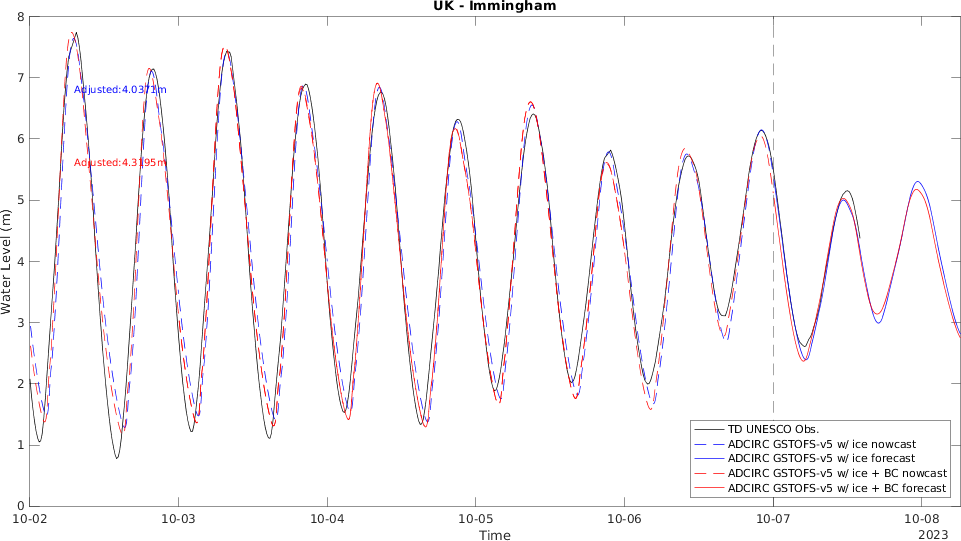 UK - Immingham
8
7
6
5
4
3
2
1
0
Water Level (m)
Adjusted:4.0371m
Adjusted:4.3195m
TD UNESCO Obs.
ADCIRC GSTOFS-v5 w/ ice nowcast
ADCIRC GSTOFS-v5 w/ ice forecast
ADCIRC GSTOFS-v5 w/ ice + BC nowcast
ADCIRC GSTOFS-v5 w/ ice + BC forecast
10-02 10-03 10-04 10-05 10-06 10-07 10-08
Time 2023